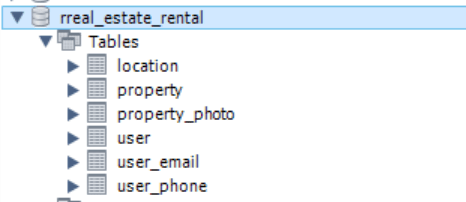 rreal_estate_rental
Tables
location
property
property_photo
user
user_email
user_phone